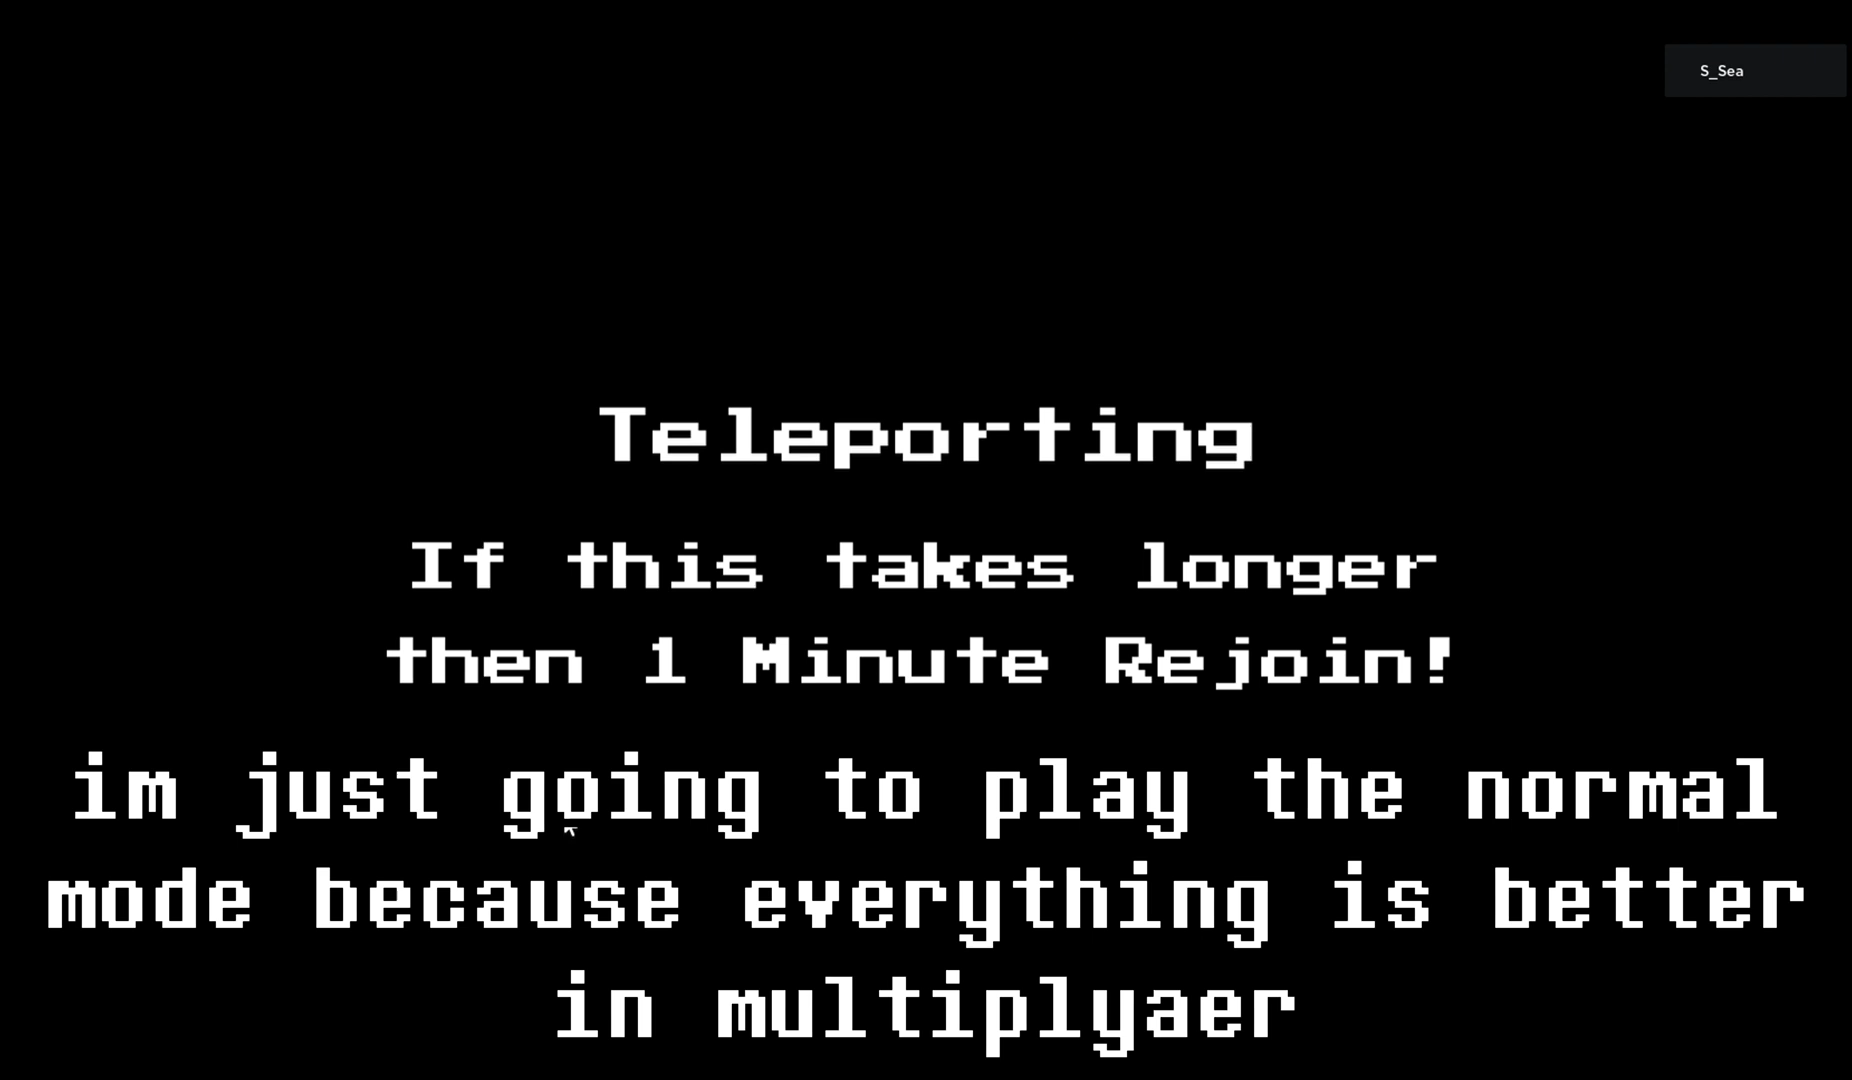 S_Sea
Teleporting
If this takes longer
then 1 Minute Rejoin!
im just going to play the normal
mode because everything is better
in multiplyaer